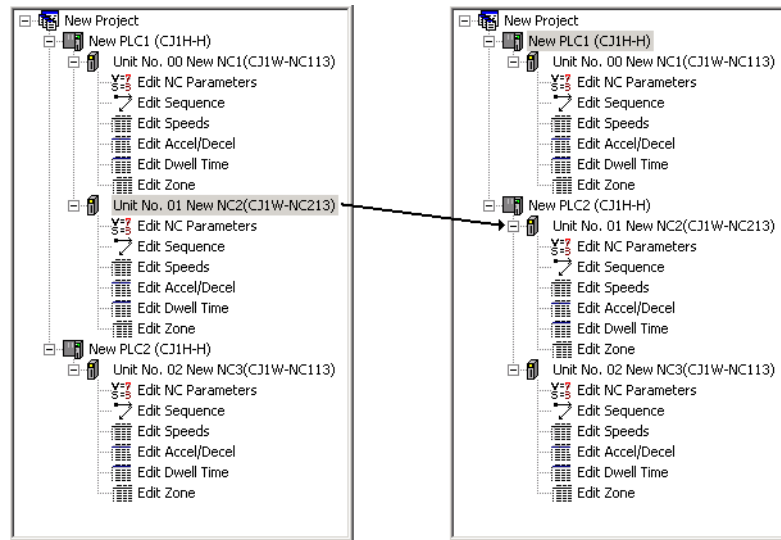 New Project
New PLC1 (CJ1H-H)
Unit No. 00 New NC1(CJ1W-NC113)
Edit NC Parameters
Edit Sequence
Edit Speeds
Edit Accel/Decel
Edit Dwell Time
Edit Zone
Unit No. 01 New NC2(CJ1W-NC213)
Edit NC Parameters
Edit Sequence
Edit Speeds
Edit Accel/Decel
Edit Dwell Time
Edit Zone
New PLC2 (CJ1H-H)
Unit No. 02 New NC3(CJ1W-NC113)
Edit NC Parameters
Edit Sequence
Edit Speeds
Edit Accel/Decel
Edit Dwell Time
Edit Zone
New Project
New PLC1 (CJ1H-H)
Unit No. 00 New NC1(CJ1W-NC113)
Edit NC Parameters
Edit Sequence
Edit Speeds
Edit Accel/Decel
Edit Dwell Time
Edit Zone
New PLC2 (CJ1H-H)
Unit No. 01 New NC2(CJ1W-NC213)
Edit NC Parameters
Edit Sequence
Edit Speeds
Edit Accel/Decel
Edit Dwell Time
Edit Zone
Unit No. 02 New NC3(CJ1W-NC113)
Edit NC Parameters
Edit Sequence
Edit Speeds
Edit Accel/Decel
Edit Dwell Time
Edit Zone